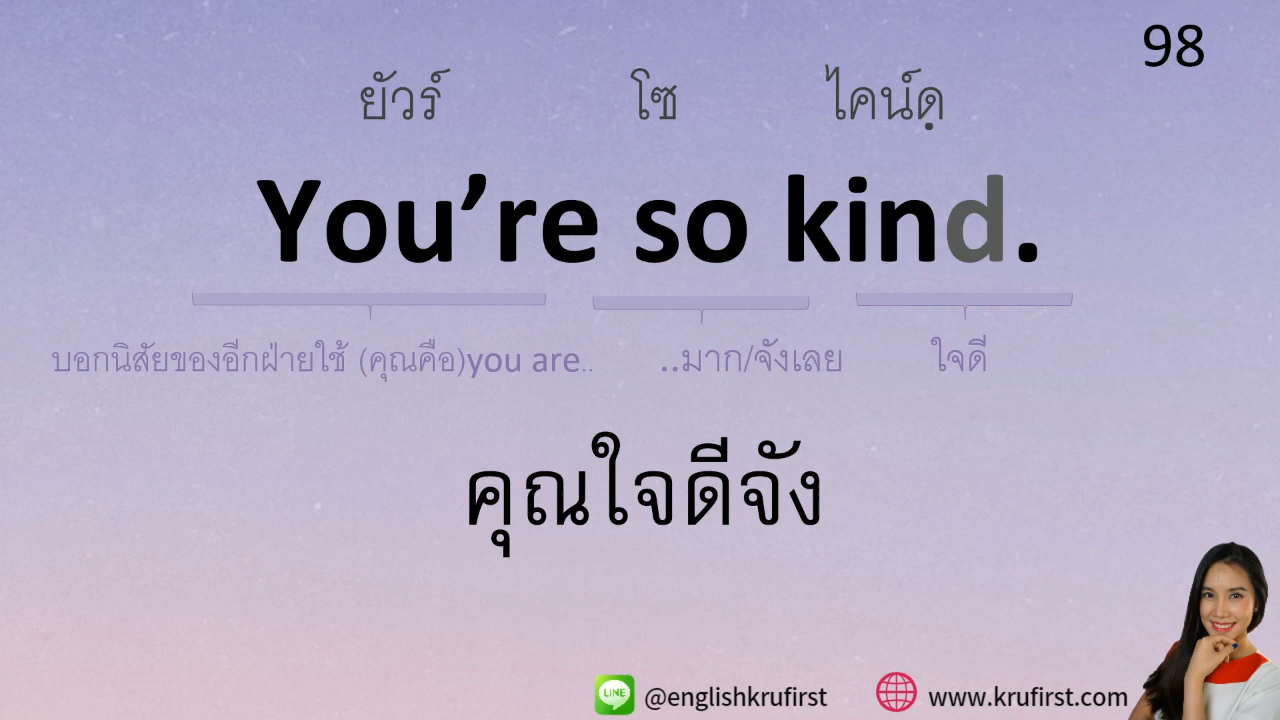 98
ยัวร์ โซ ไคน์ดฺ
You’re so kind.
บอกนิสัยของอีกฝ่ายใช้ (คุณคือ)you are.. ..มาก/จังเลย ใจดี
คุณใจดีจัง
LINE @englishkrufirst www.krufirst.com